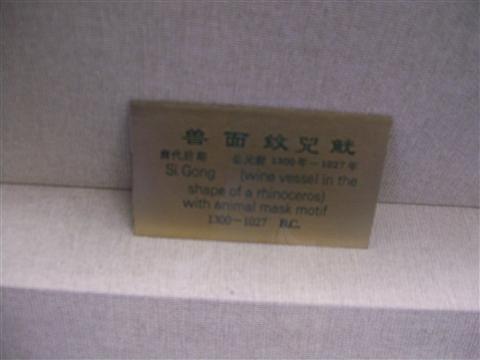 兽面纹兕觥
商代后期 公元前1300年－1027年
Si Gong (wine vessel in the
shape of a rhinoceros)
with animal mask motif
1300－1027 B.C.